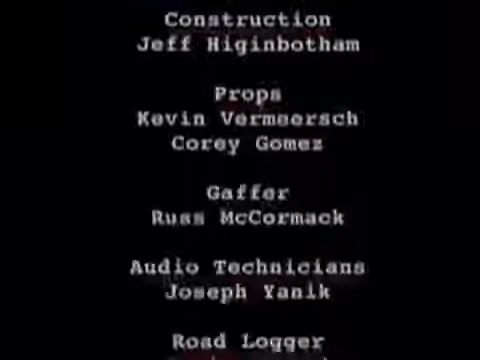 Construction
Jeff Higinbotham
Props
Kevin Vermeersch
Corey Gomez
Gaffer
Russ McCormack
Audio Technicians
Joseph Yanik
Road Logger